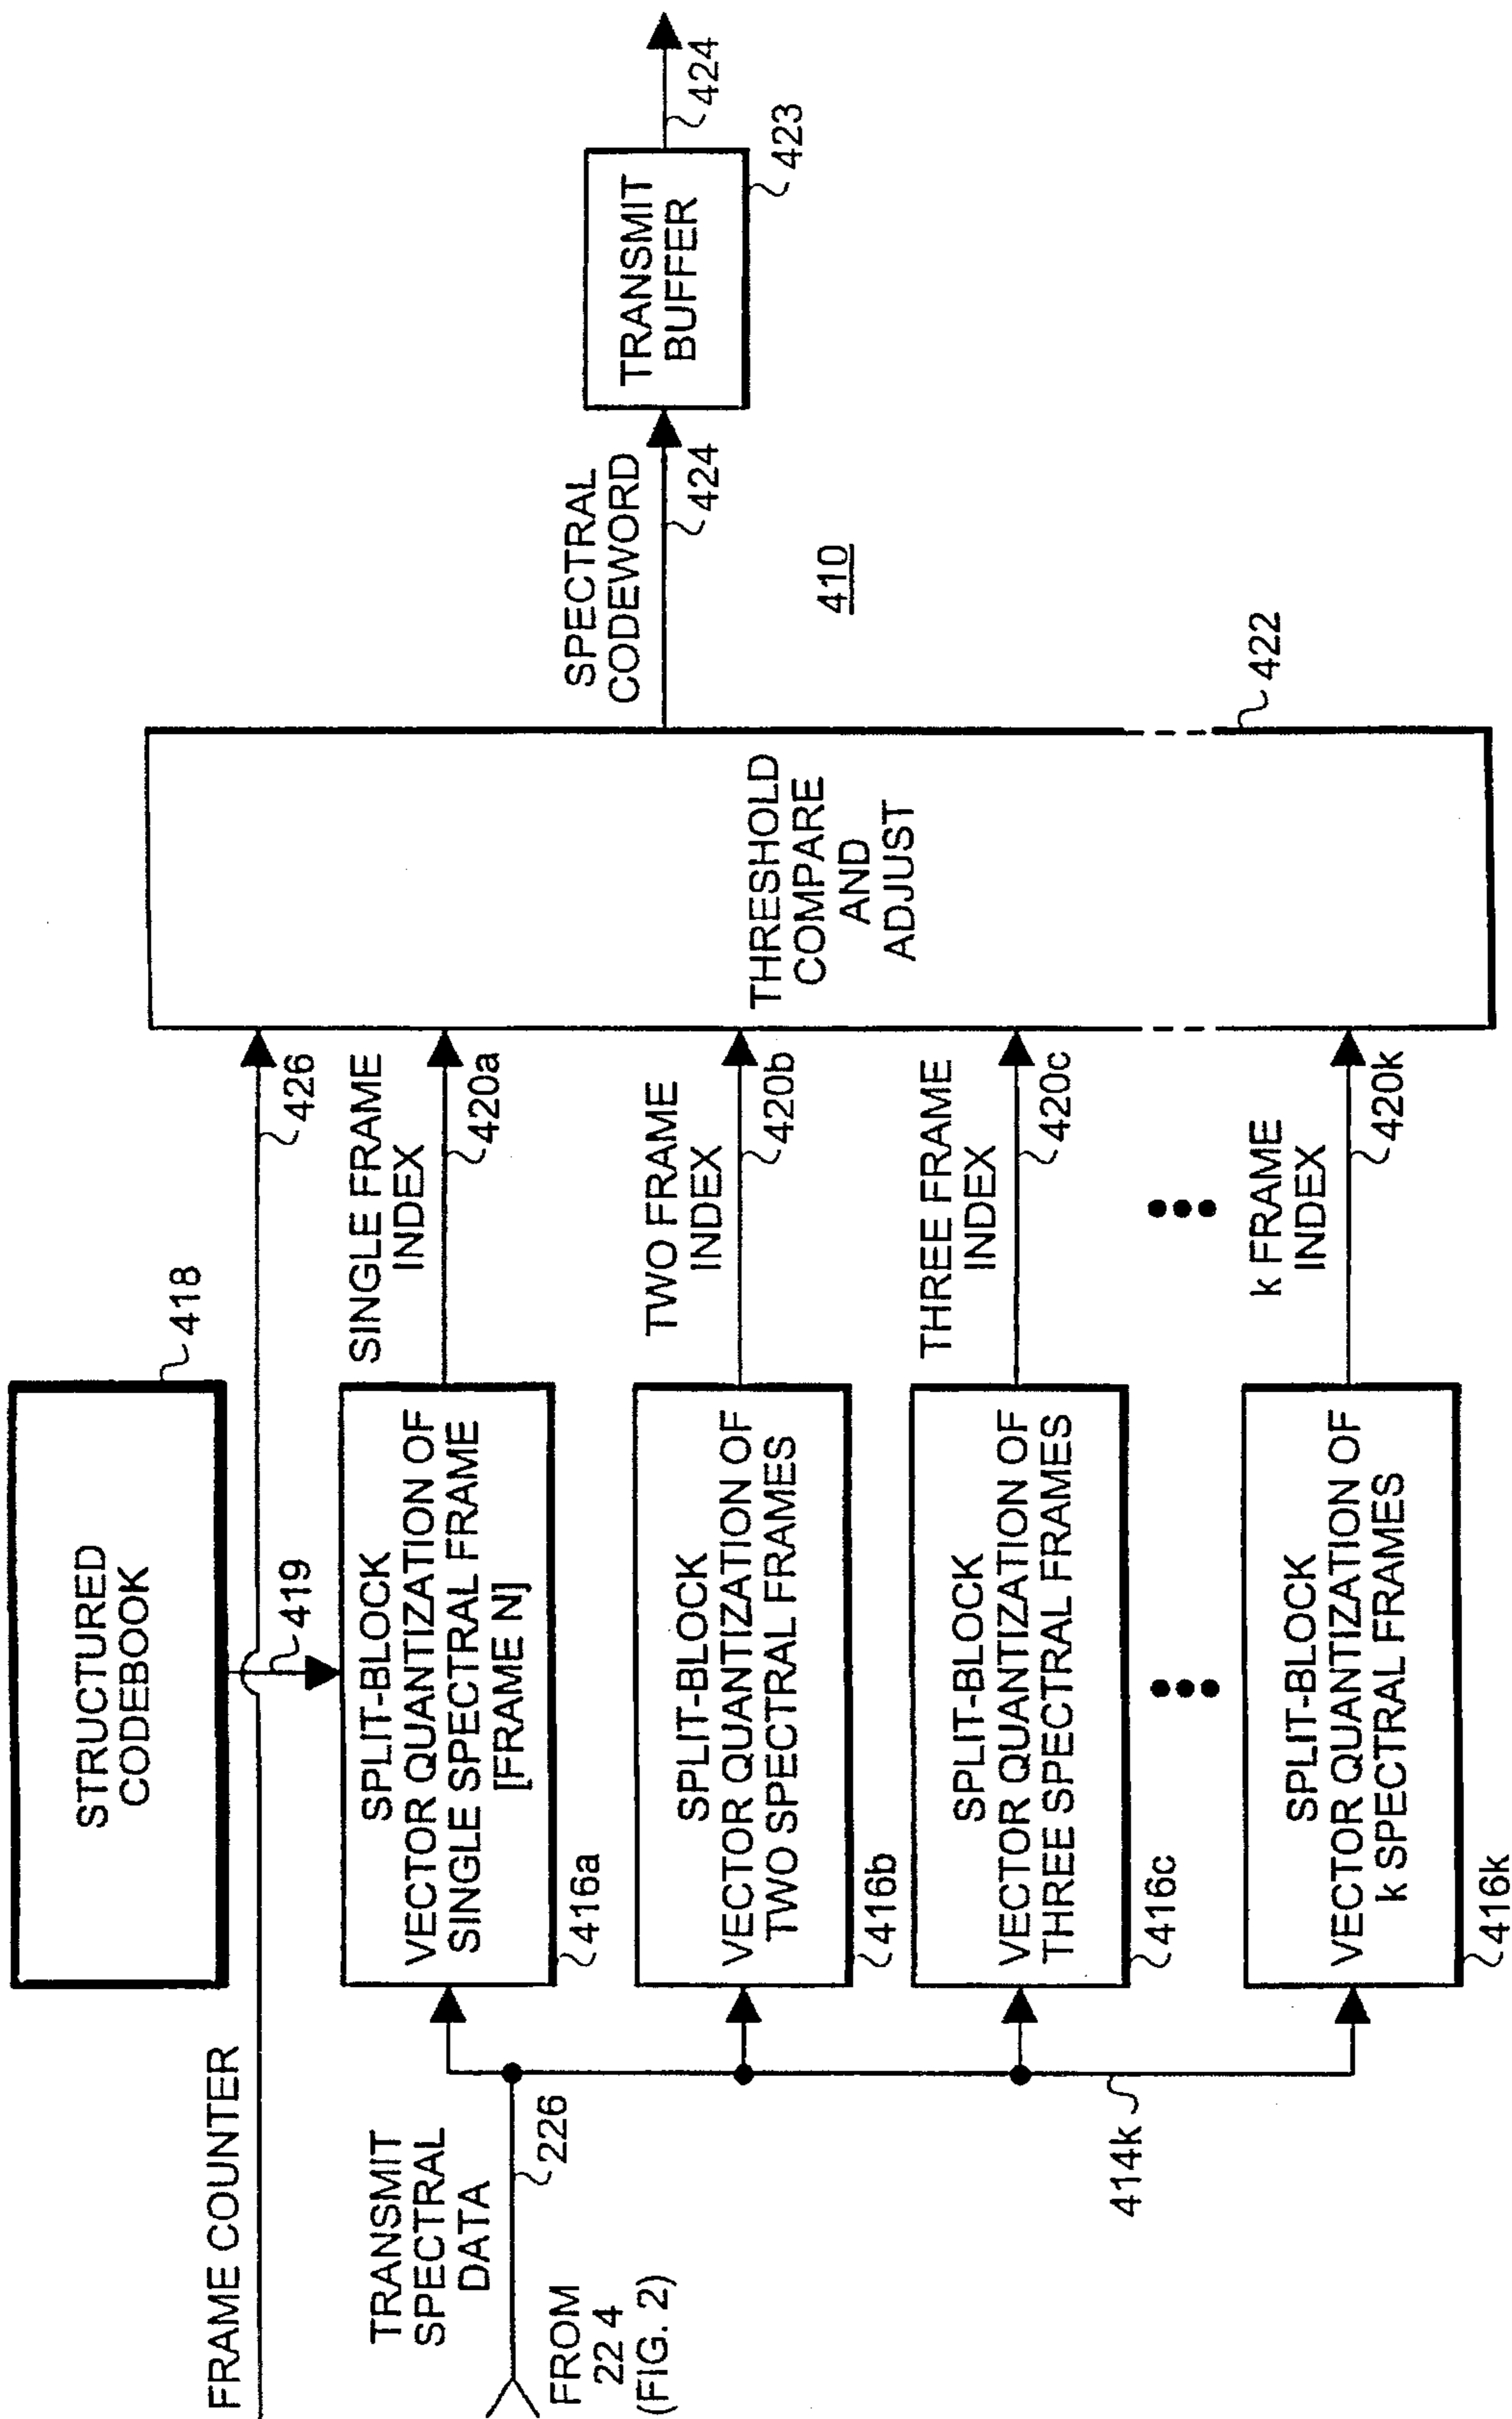 FRAME COUNTER
TRANSMIT
SPECTRAL
DATA
226
FROM
22 4
(FIG. 2)
414k
STRUCTURED
CODEBOOK
418
419
SPLIT-BLOCK
VECTOR QUANTIZATION OF
SINGLE SPECTRAL FRAME
[FRAME N]
416a
SPLIT-BLOCK
VECTOR QUANTIZATION OF
TWO SPECTRAL FRAMES
416b
SPLIT-BLOCK
VECTOR QUANTIZATION OF
THREE SPECTRAL FRAMES
416c
SPLIT-BLOCK
VECTOR QUANTIZATION OF
k SPECTRAL FRAMES
416k
426
SINGLE FRAME
INDEX
420a
TWO FRAME
INDEX
420b
THREE FRAME
INDEX
420c
k FRAME
INDEX
420k
THRESHOLD
COMPARE
AND
ADJUST
422
SPECTRAL
CODEWORD
424
410
TRANSMIT
BUFFER
423
424